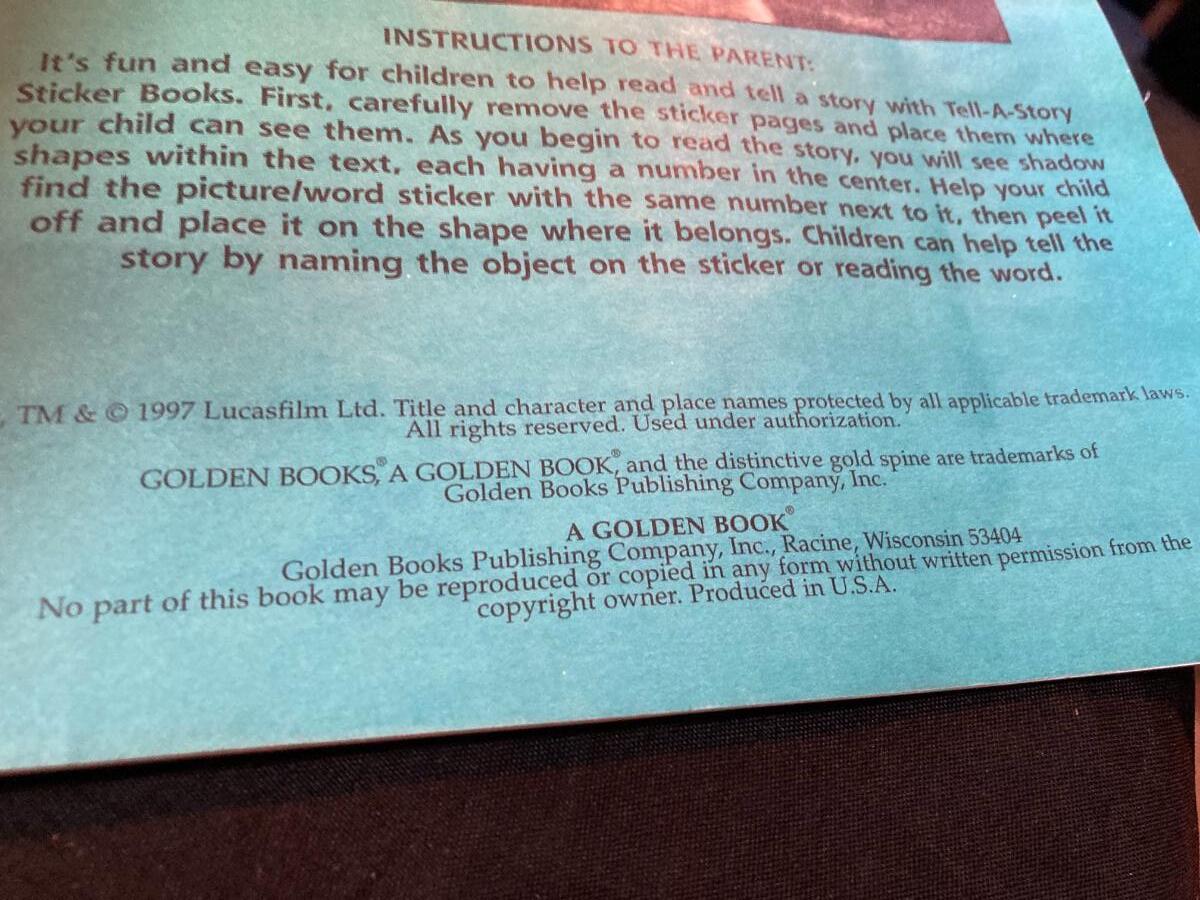 INSTRUCTIONS TO THE PARENT:
It's fun and easy for children to help read and tell a story with Tell-A-Story
Sticker Books. First, carefully remove the sticker pages and place them where
your child can see them. As you begin to read the story, you will see shadow
shapes within the text, each having a number in the center. Help your child
find the picture/word sticker with the same number next to it, then peel it
off and place it on the shape where it belongs. Children can help tell the
story by naming the object on the sticker or reading the word.
, TM & © 1997 Lucasfilm Ltd. Title and character and place names protected by all applicable trademark laws.
All rights reserved. Used under authorization.
GOLDEN BOOKS,® A GOLDEN BOOK,® and the distinctive gold spine are trademarks of
Golden Books Publishing Company, Inc.
A GOLDEN BOOK®
Golden Books Publishing Company, Inc., Racine, Wisconsin 53404
No part of this book may be reproduced or copied in any form without written permission from the
copyright owner. Produced in U.S.A.